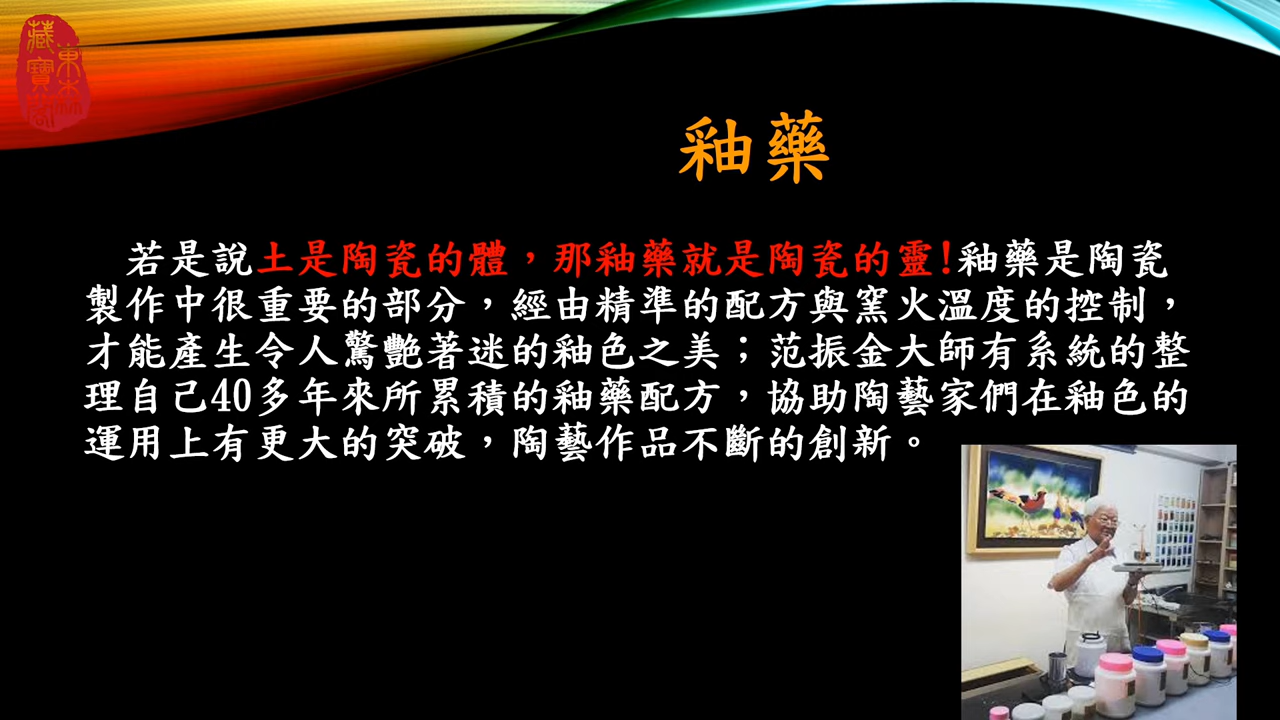 藏寶閣
東森
釉藥
若是說土是陶瓷的體，那釉藥就是陶瓷的靈!釉藥是陶瓷
製作中很重要的部分，經由精準的配方與窯火溫度的控制，
才能產生令人驚艷著迷的釉色之美；范振金大師有系統的整
理自己40多年來所累積的釉藥配方，協助陶藝家們在釉色的
運用上有更大的突破，陶藝作品不斷的創新。